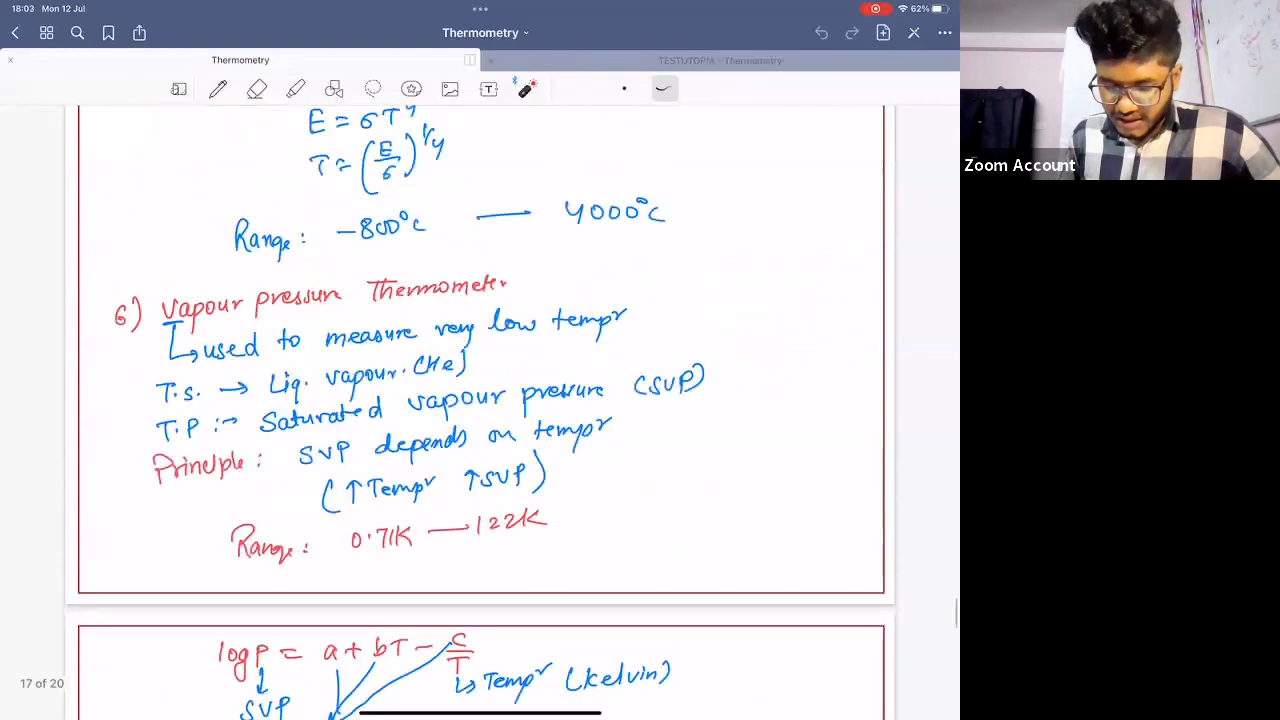 18:03 Mon 12 Jul
62%
Thermometry
Thermometry
TESTUTOPIA - Thermometry
E = σT⁴
T = (E/σ)^1/4
Range: -800°C — 4000°C
6) Vapour pressure Thermometer
↳ used to measure very low tempr
T.S. → Liq. vapour. (He)
T.P :→ Saturated vapour pressure (SVP)
Principle: SVP depends on tempr
(↑Tempr ↑SVP)
Range: 0.71K — 122K
logP = a + bT - c/T
↳ Tempr (Kelvin)
SVP
17 of 20
Zoom Account